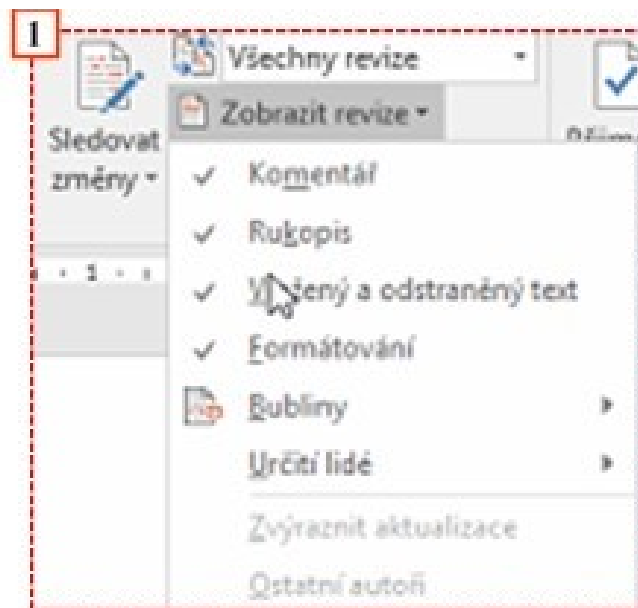 1
Všechny revize
Zobrazit revize
Sledovat
změny
Komentář
Rukopis
1
a odstraněný text
Formátování
Bubliny
Určití lidé
Zvýraznit aktualizace
Ostatní autoři